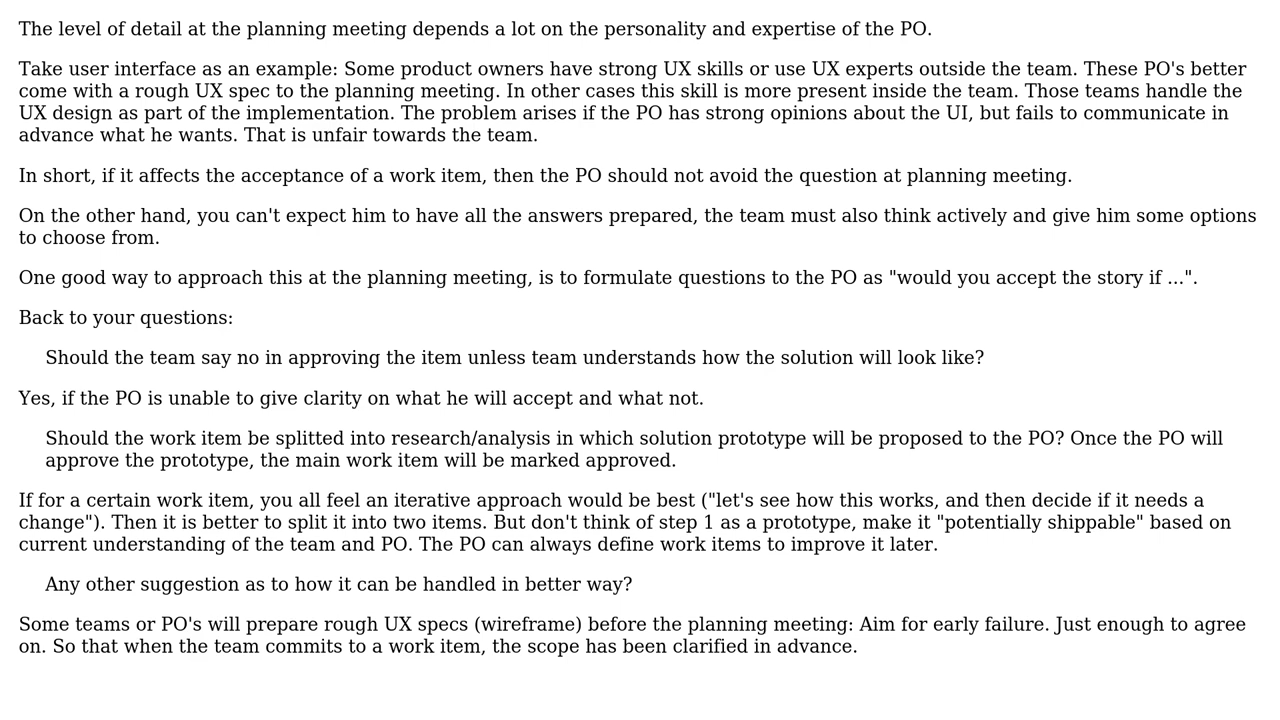 The level of detail at the planning meeting depends a lot on the personality and expertise of the PO.
Take user interface as an example: Some product owners have strong UX skills or use UX experts outside the team. These PO's better
come with a rough UX spec to the planning meeting. In other cases this skill is more present inside the team. Those teams handle the
UX design as part of the implementation. The problem arises if the PO has strong opinions about the UI, but fails to communicate in
advance what he wants. That is unfair towards the team.
In short, if it affects the acceptance of a work item, then the PO should not avoid the question at planning meeting.
On the other hand, you can't expect him to have all the answers prepared, the team must also think actively and give him some options
to choose from.
One good way to approach this at the planning meeting, is to formulate questions to the PO as "would you accept the story if ...".
Back to your questions:
Should the team say no in approving the item unless team understands how the solution will look like?
Yes, if the PO is unable to give clarity on what he will accept and what not.
Should the work item be splitted into research/analysis in which solution prototype will be proposed to the PO? Once the PO will
approve the prototype, the main work item will be marked approved.
If for a certain work item, you all feel an iterative approach would be best ("let's see how this works, and then decide if it needs a
change"). Then it is better to split it into two items. But don't think of step 1 as a prototype, make it "potentially shippable" based on
current understanding of the team and PO. The PO can always define work items to improve it later.
Any other suggestion as to how it can be handled in better way?
Some teams or PO's will prepare rough UX specs (wireframe) before the planning meeting: Aim for early failure. Just enough to agree
on. So that when the team commits to a work item, the scope has been clarified in advance.